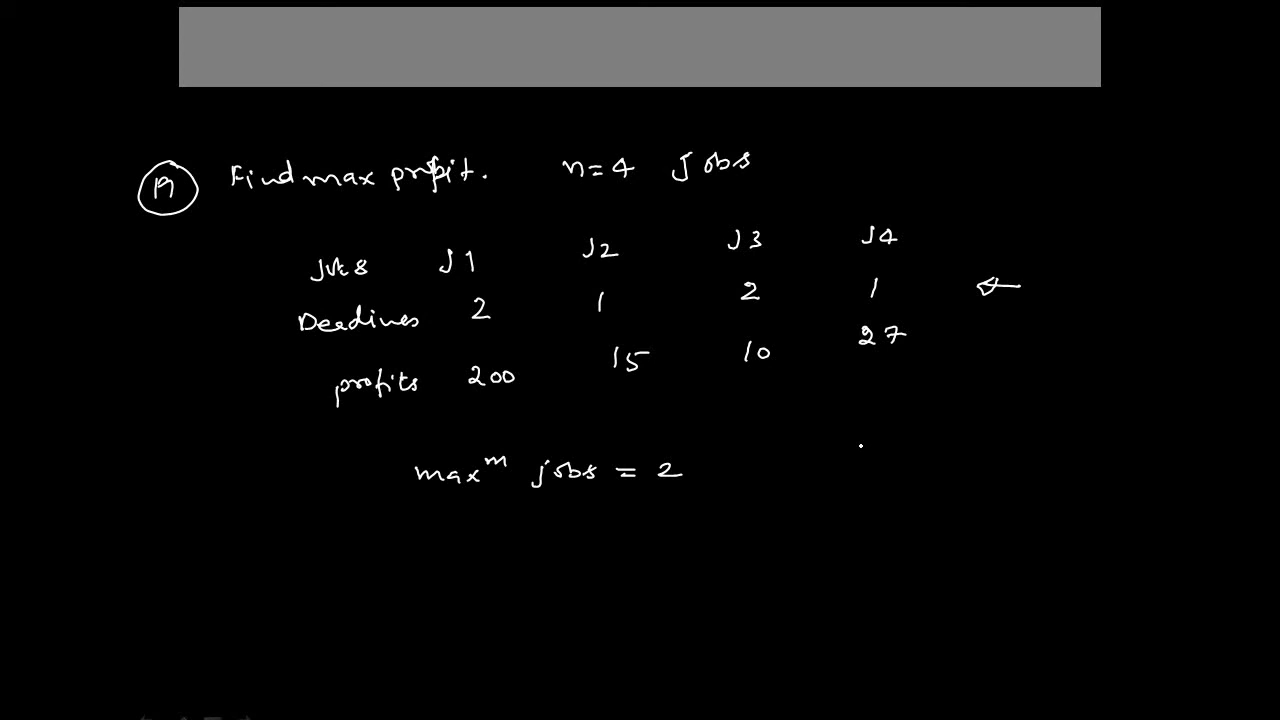 19 Find max profit. n=4 jobs
J1 J2 J3 J4
Deadlines 2 1 2 1
profits 200 15 10 27
max^m jobs = 2